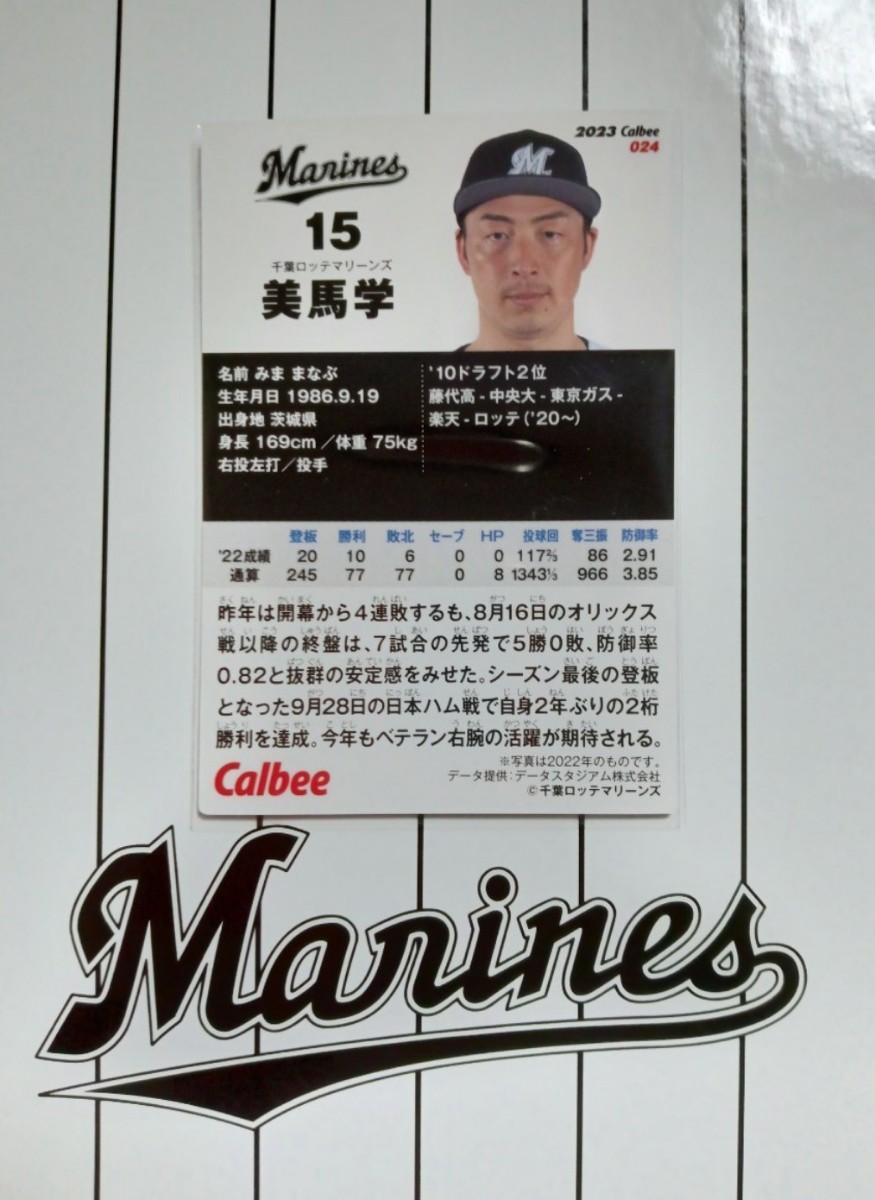 2023 Calbee
024
Marines
15
千葉ロッテマリーンズ
美馬学
名前 みま まなぶ
生年月日 1986.9.19
出身地 茨城県
身長 169cm／体重 75kg
右投左打／投手
'10ドラフト2位
藤代高 - 中央大 - 東京ガス -
楽天 - ロッテ('20〜)
登板 勝利 敗北 セーブ HP 投球回 奪三振 防御率
'22成績 20 10 6 0 0 117⅔ 86 2.91
通算 245 77 77 0 8 1343⅓ 966 3.85
昨年は開幕から4連敗するも、8月16日のオリックス
戦以降の終盤は、7試合の先発で5勝0敗、防御率
0.82と抜群の安定感をみせた。シーズン最後の登板
となった9月28日の日本ハム戦で自身2年ぶりの2桁
勝利を達成。今年もベテラン右腕の活躍が期待される。
※写真は2022年のものです。
Calbee
データ提供：データスタジアム株式会社
©千葉ロッテマリーンズ
Marines